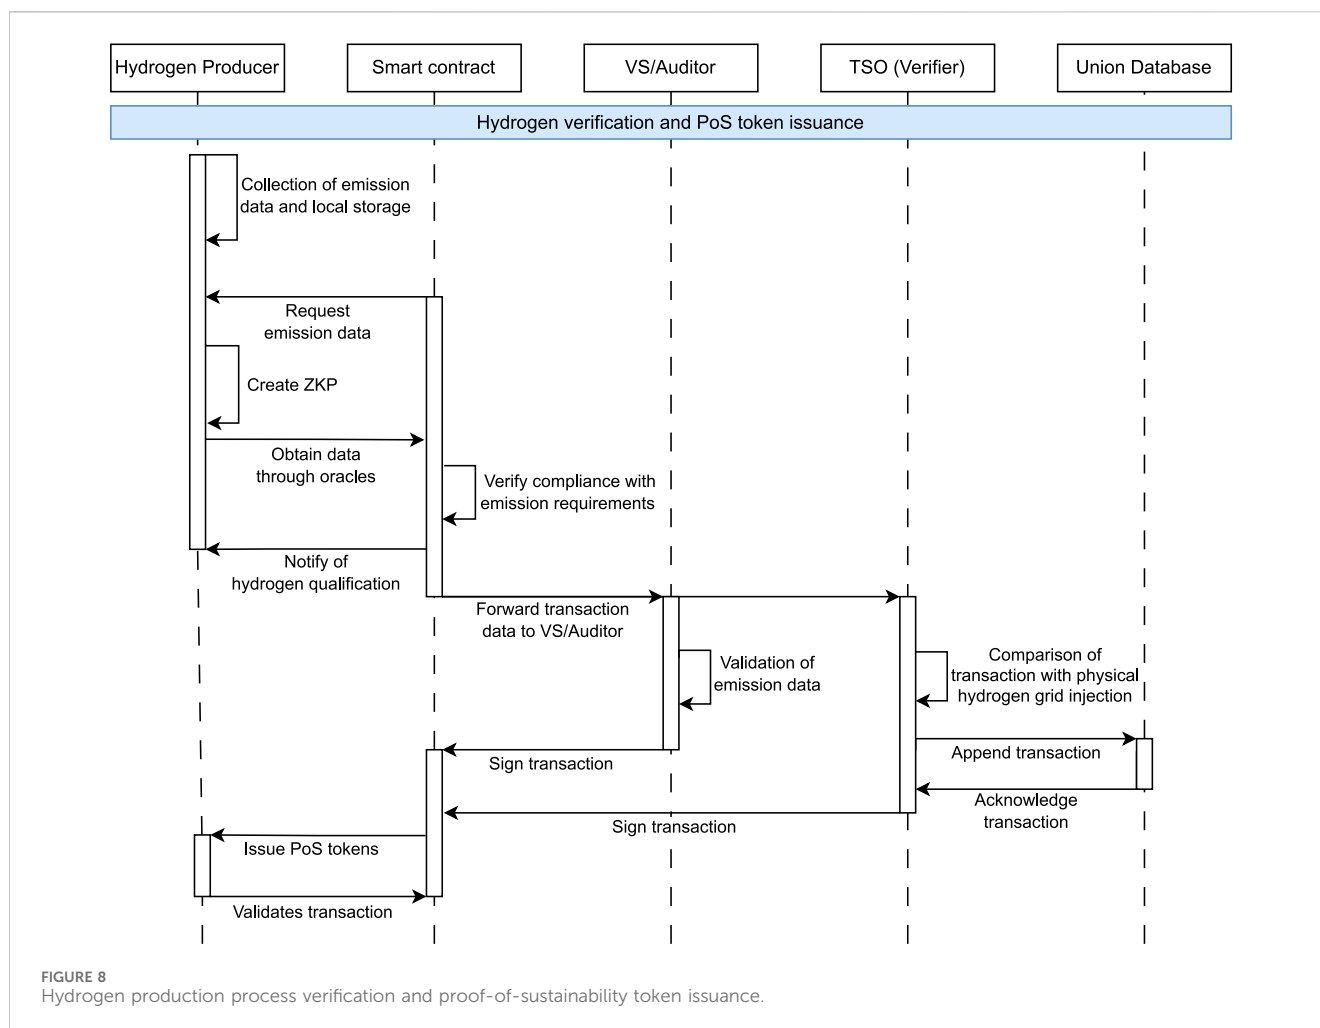 Hydrogen Producer
Smart contract
VS/Auditor
TSO (Verifier)
Union Database
Hydrogen verification and PoS token issuance
Collection of emission
data and local storage
Request
emission data
Create ZKP
Obtain data
through oracles
Verify compliance with
emission requirements
Notify of
hydrogen qualification
Forward transaction
data to VS/Auditor
Validation of
emission data
Comparison of
transaction with physical
hydrogen grid injection
Sign transaction
Append transaction
Acknowledge
transaction
Sign transaction
Issue PoS tokens
Validates transaction
FIGURE 8
Hydrogen production process verification and proof-of-sustainability token issuance.